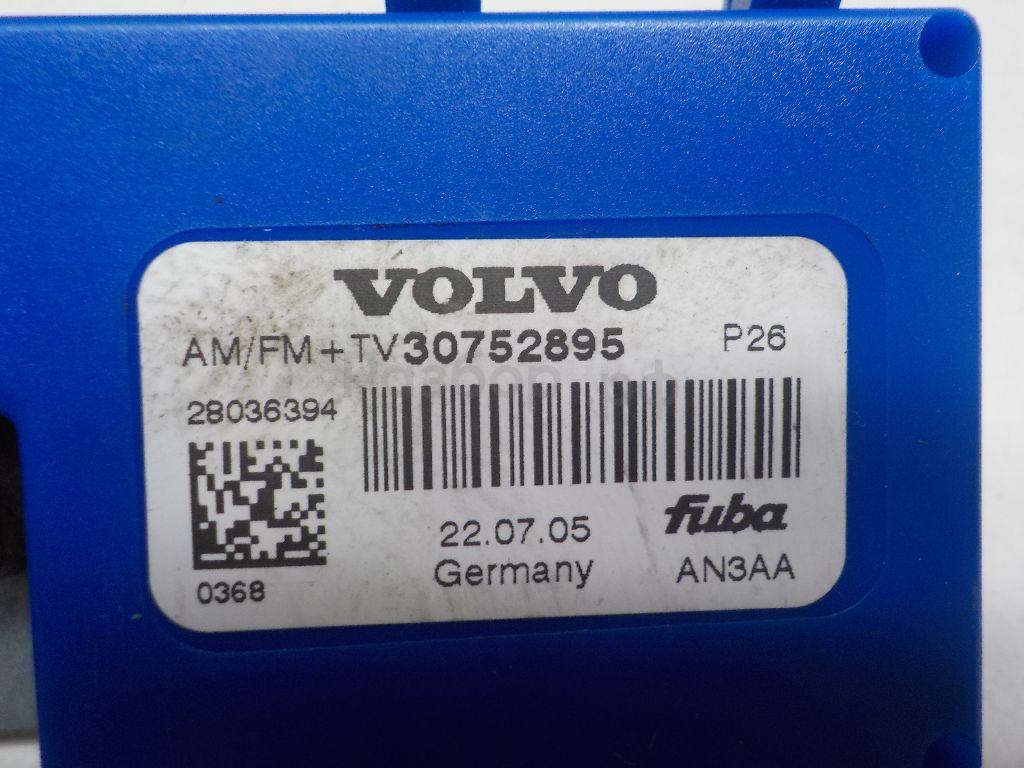 VOLVO
AM/FM+TV30752895 P26
28036394
fuba
22.07.05
Germany AN3AA
0368